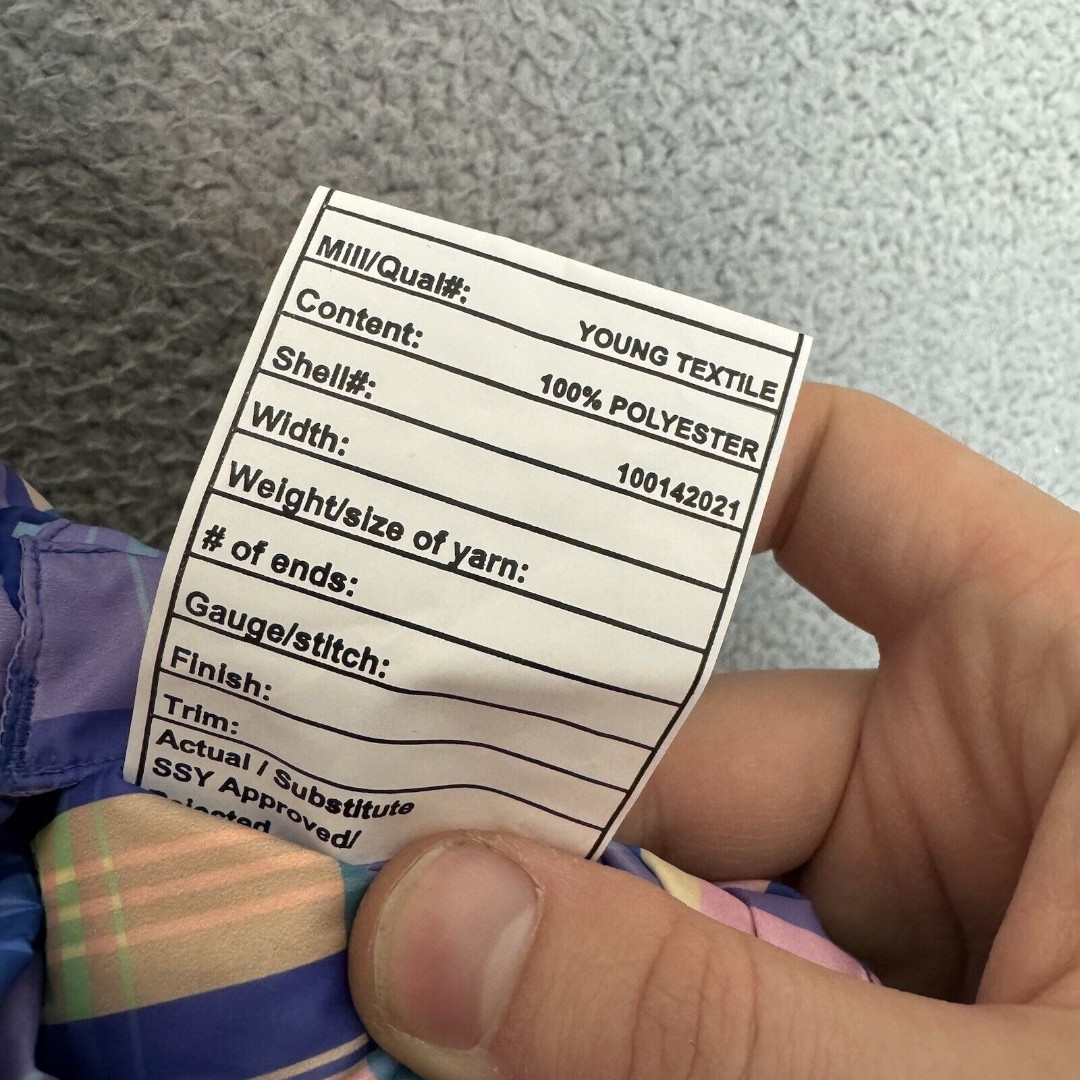 Mill/Qual#: YOUNG TEXTILE
Content: 100% POLYESTER
Shell#: 100142021
Width:
Weight/size of yarn:
# of ends:
Gauge/stitch:
Finish:
Trim:
Actual / Substitute
SSY Approved/